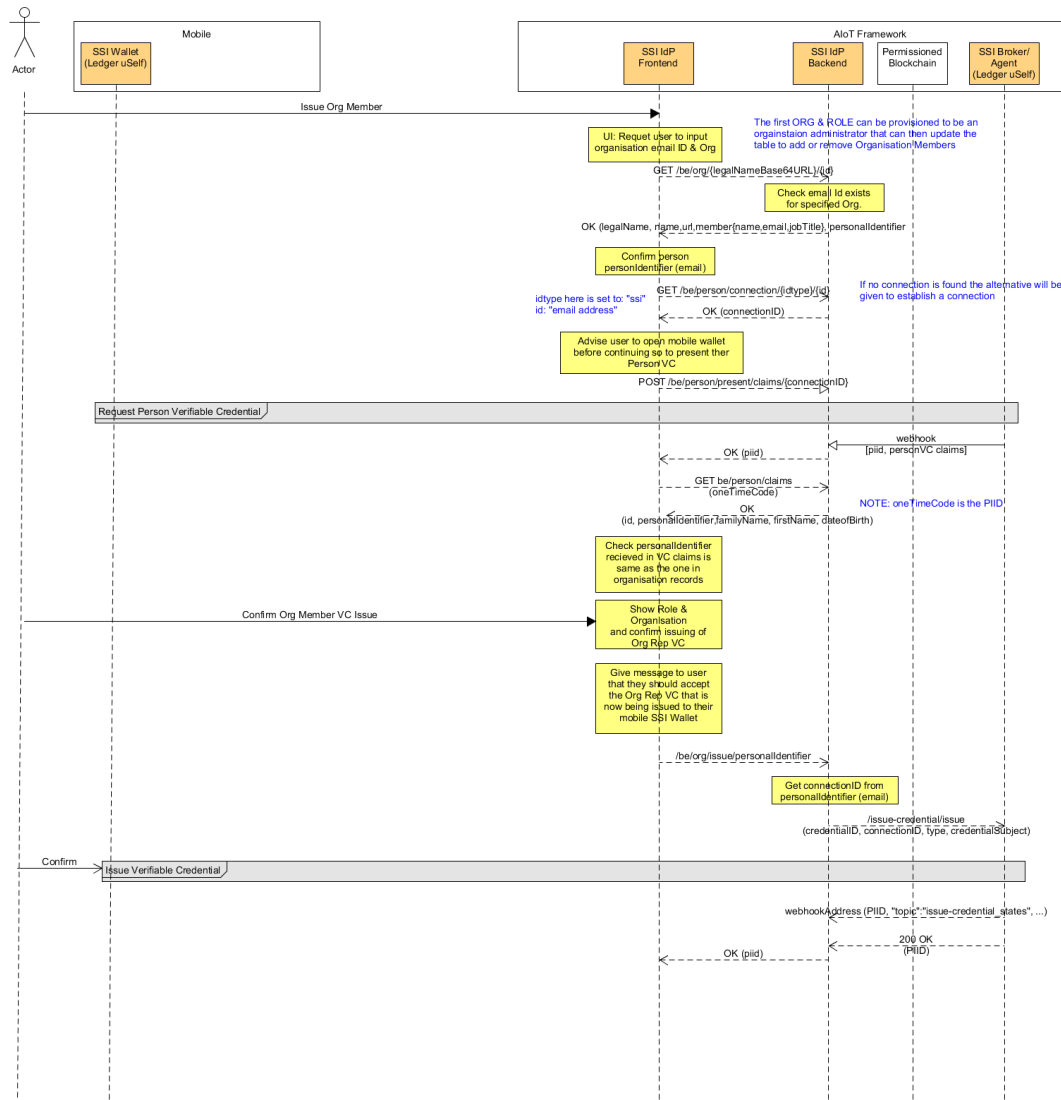 Mobile
AIoT Framework
Actor
SSI Wallet
(Ledger uSelf)
SSI IdP
Frontend
SSI IdP
Backend
Permissioned
Blockchain
SSI Broker/
Agent
(Ledger uSelf)
Issue Org Member
The first ORG & ROLE can be provisioned to be an
orgainstaion administrator that can then update the
table to add or remove Organisation Members
UI: Requet user to input
organisation email ID & Org
GET /be/org/{legalNameBase64URL}/{id}
Check email Id exists
for specified Org.
OK (legalName, name,url,member{name,email,jobTitle}, personalIdentifier
Confirm person
personIdentifier (email)
idtype here is set to: "ssi"
id: "email address"
GET /be/person/connection/{idtype}/{id}
If no connection is found the alternative will be
given to establish a connection
OK (connectionID)
Advise user to open mobile wallet
before continuing so to present ther
Person VC
POST /be/person/present/claims/{connectionID}
Request Person Verifiable Credential
webhook
[piid, personVC claims]
OK (piid)
GET be/person/claims
(oneTimeCode)
NOTE: oneTimeCode is the PIID
OK
(id, personalIdentifier,familyName, firstName, dateofBirth)
Check personalIdentifier
recieved in VC claims is
same as the one in
organisation records
Confirm Org Member VC Issue
Show Role &
Organisation
and confirm issuing of
Org Rep VC
Give message to user
that they should accept
the Org Rep VC that is
now being issued to their
mobile SSI Wallet
/be/org/issue/personalIdentifier
Get connectionID from
personalIdentifier (email)
/issue-credential/issue
(credentialID, connectionID, type, credentialSubject)
Confirm
Issue Verifiable Credential
webhookAddress (PIID, "topic":"issue-credential_states", ...)
200 OK
(PIID)
OK (piid)